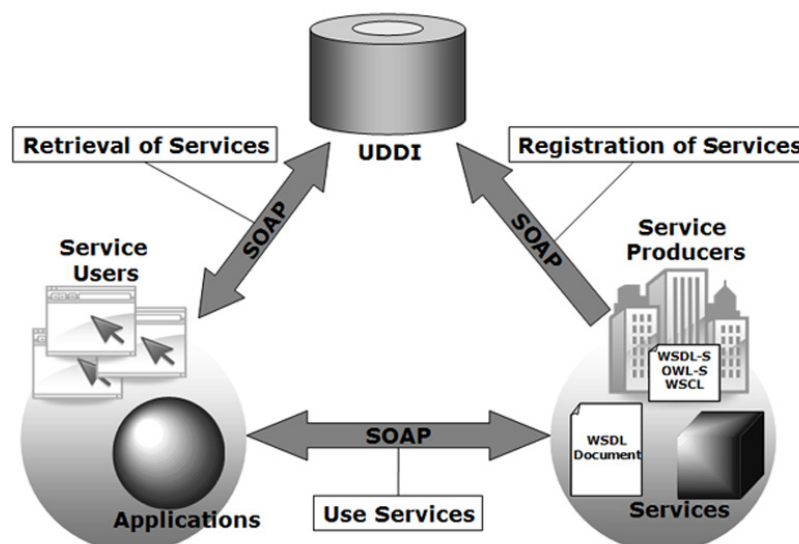 UDDI
Retrieval of Services
Registration of Services
SOAP
SOAP
Service
Users
Service
Producers
WSDL-S
OWL-S
WSCL
SOAP
WSDL
Document
Applications
Use Services
Services